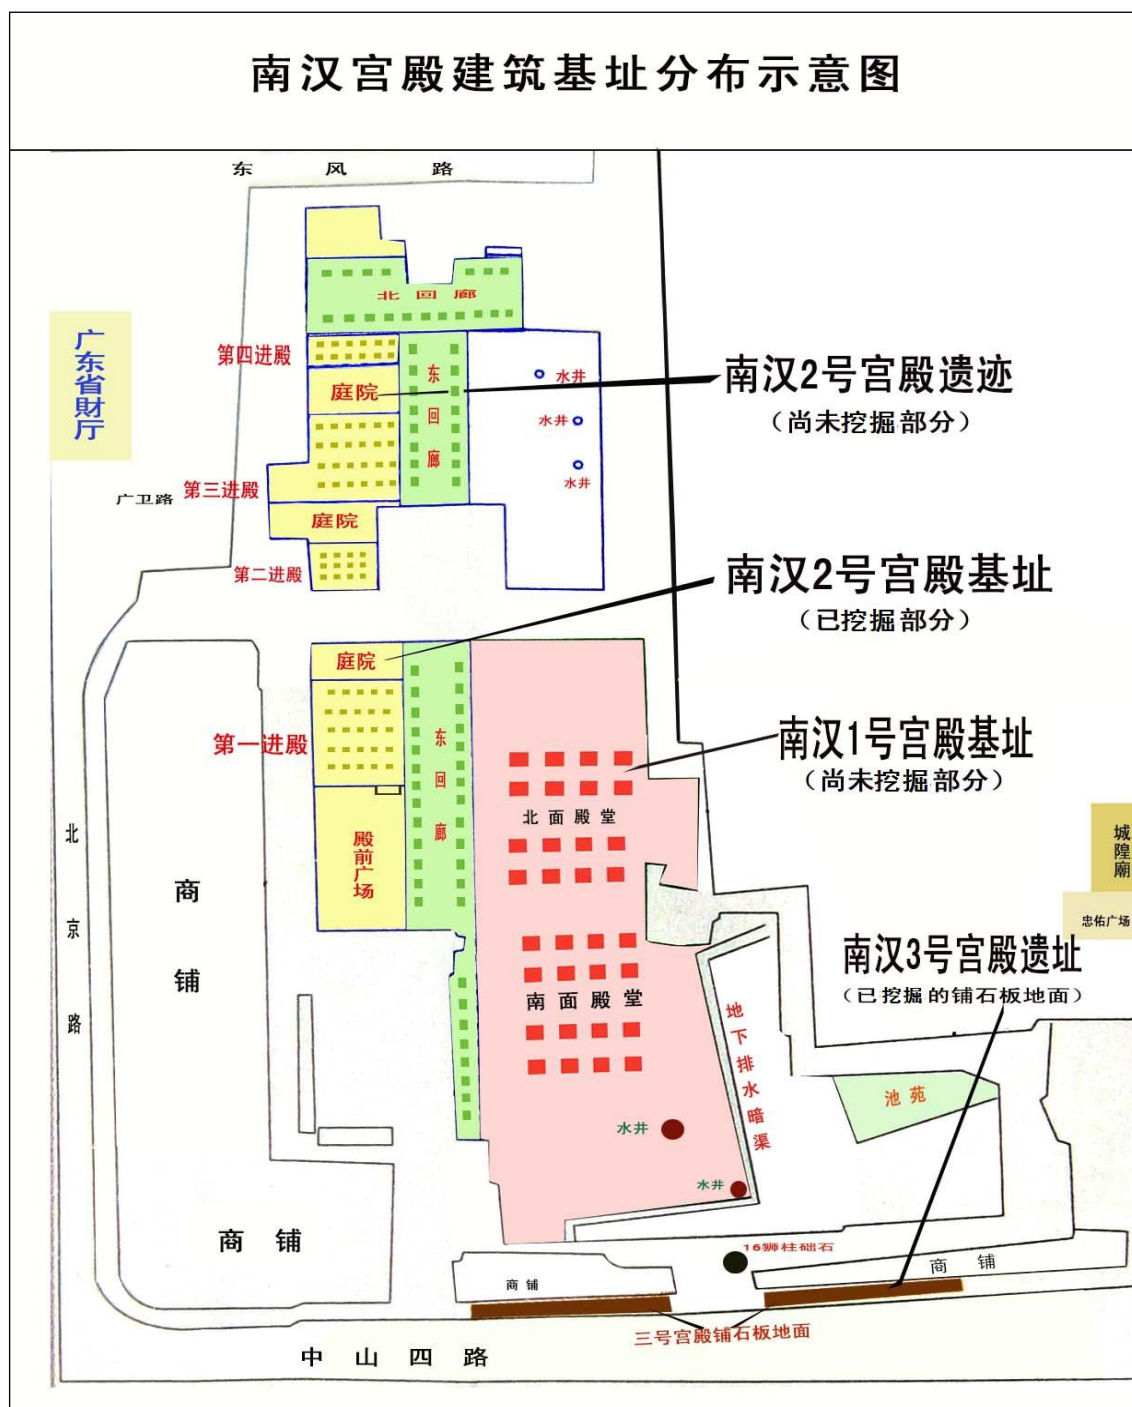 南汉宫殿建筑基址分布示意图
东风路
北回廊
广东省財厅
第四进殿
庭院
东回廊
水井
水井
水井
南汉2号宫殿遗迹
（尚未挖掘部分）
广卫路
第三进殿
庭院
第二进殿
南汉2号宫殿基址
（已挖掘部分）
庭院
第一进殿
东回廊
南汉1号宫殿基址
（尚未挖掘部分）
北面殿堂
殿前广场
北京路
商铺
城隍廟
忠佑广场
南汉3号宫殿遗址
（已挖掘的铺石板地面）
南面殿堂
地下排水暗渠
池苑
水井
水井
商铺
16狮柱础石
商铺
商铺
三号宫殿铺石板地面
中山四路